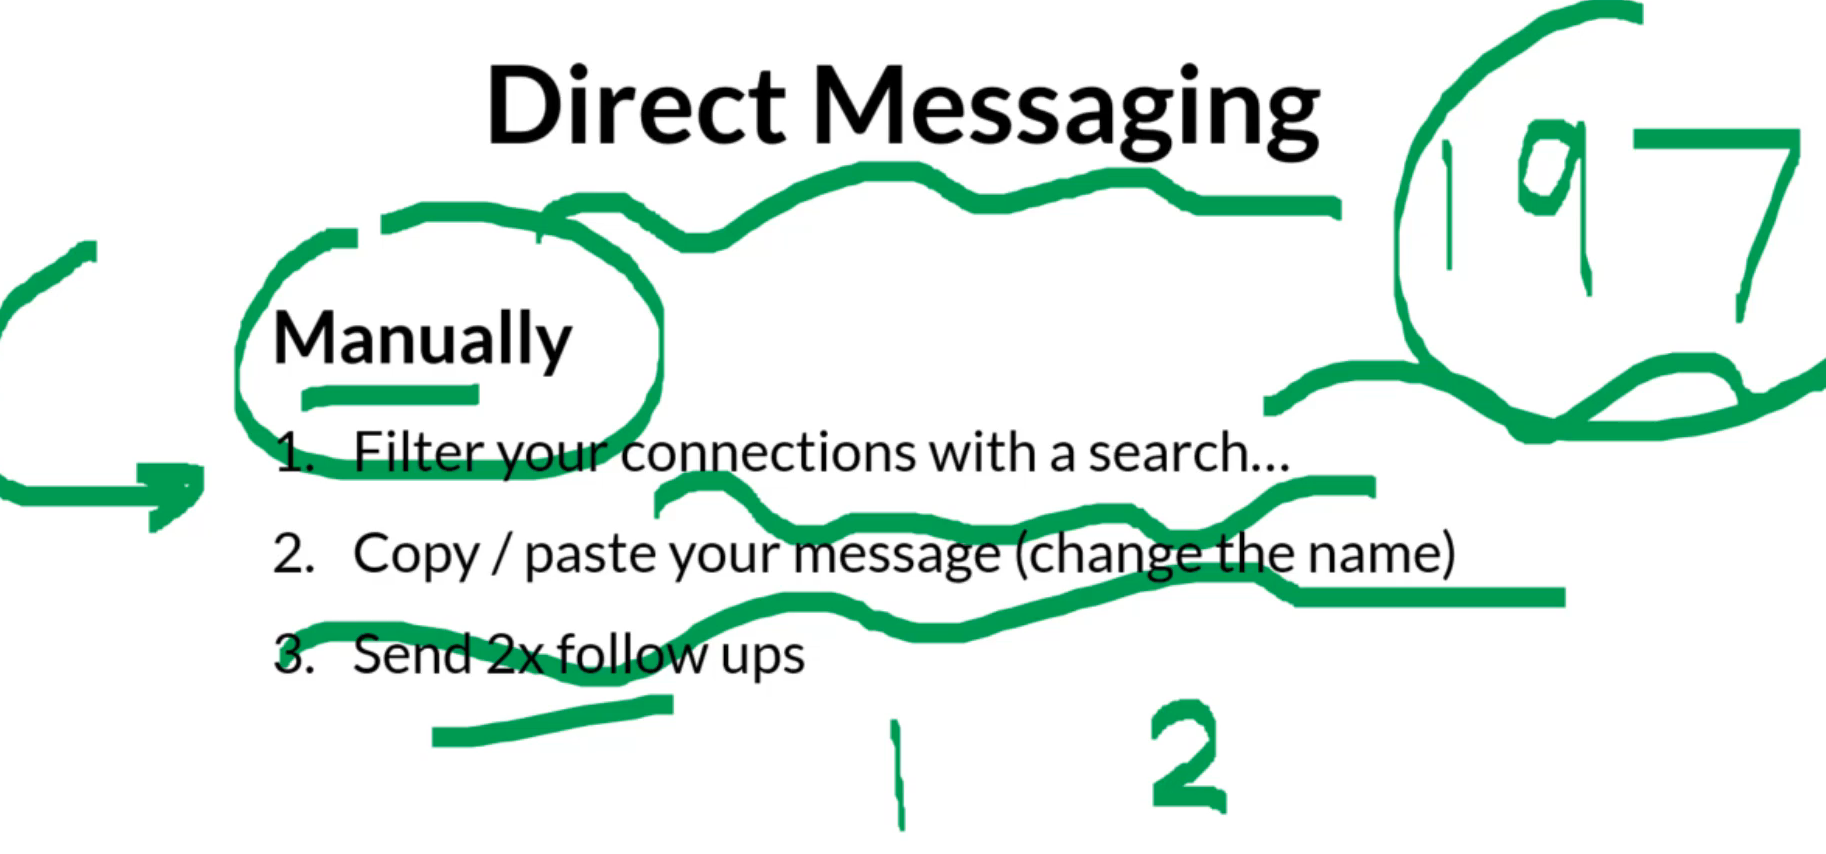 Direct Messaging
197
Manually
1. Filter your connections with a search...
2. Copy / paste your message (change the name)
3. Send 2x follow ups
1 2